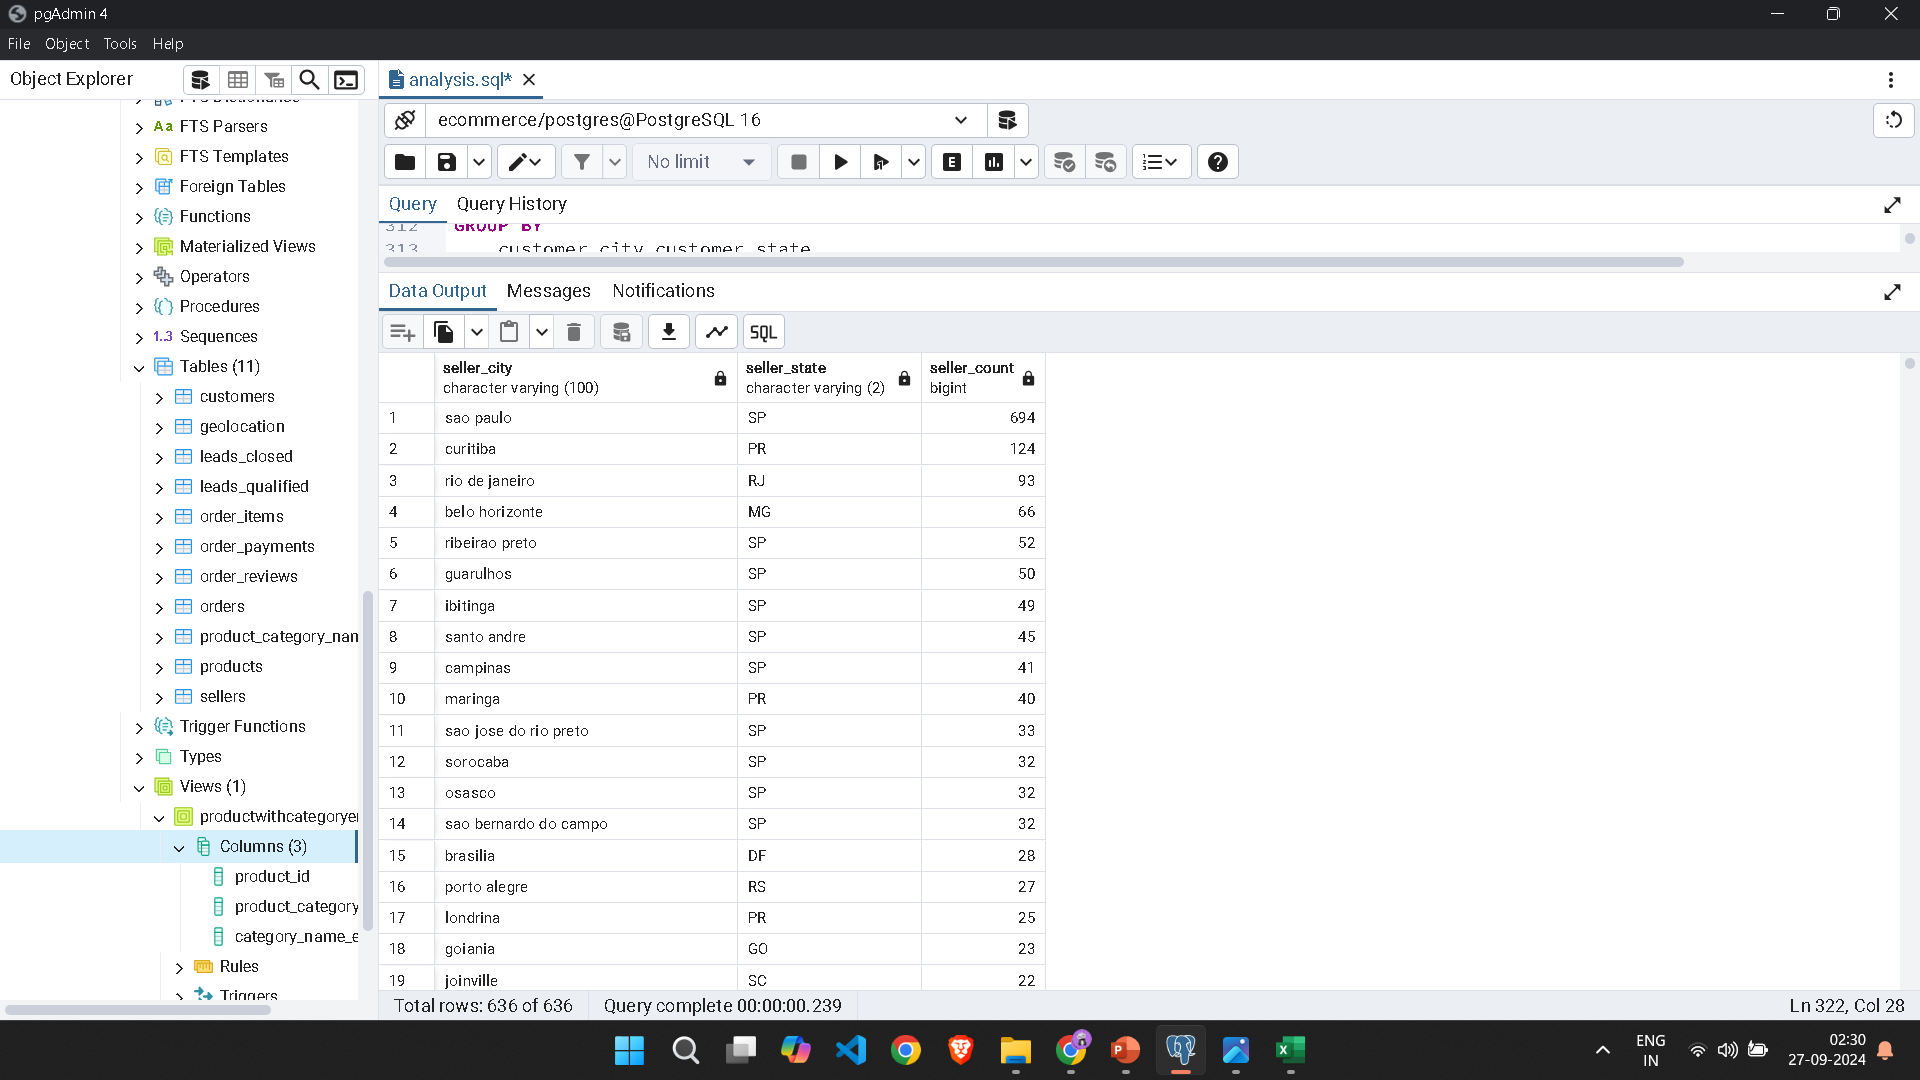 pgAdmin 4
File Object Tools Help
Object Explorer
analysis.sql*
FTS Parsers
FTS Templates
Foreign Tables
Functions
Materialized Views
Operators
Procedures
1..3 Sequences
Tables (11)
customers
geolocation
leads_closed
leads_qualified
order_items
order_payments
order_reviews
orders
product_category_nan
products
sellers
Trigger Functions
Types
Views (1)
productwithcategoryer
Columns (3)
product_id
product_category_
category_name_e
Rules
Triggers
ecommerce/postgres@PostgreSQL 16
No limit
Query Query History
312 GROUP BY
313 customer_city,customer_state
Data Output Messages Notifications
SQL
seller_city seller_state seller_count
character varying (100) character varying (2) bigint
1 sao paulo SP 694
2 curitiba PR 124
3 rio de janeiro RJ 93
4 belo horizonte MG 66
5 ribeirao preto SP 52
6 guarulhos SP 50
7 ibitinga SP 49
8 santo andre SP 45
9 campinas SP 41
10 maringa PR 40
11 sao jose do rio preto SP 33
12 sorocaba SP 32
13 osasco SP 32
14 sao bernardo do campo SP 32
15 brasilia DF 28
16 porto alegre RS 27
17 londrina PR 25
18 goiania GO 23
19 joinville SC 22
Total rows: 636 of 636 Query complete 00:00:00.239 Ln 322, Col 28
ENG
IN
02:30
27-09-2024